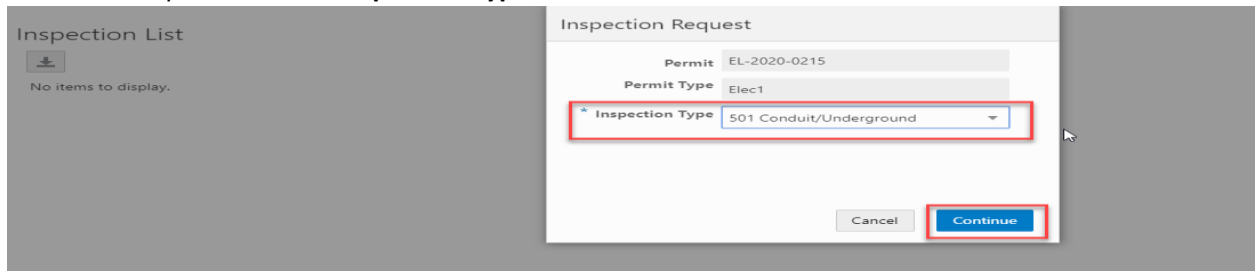 Inspection List
No items to display.
Inspection Request
Permit EL-2020-0215
Permit Type Elec1
* Inspection Type 501 Conduit/Underground
Cancel Continue